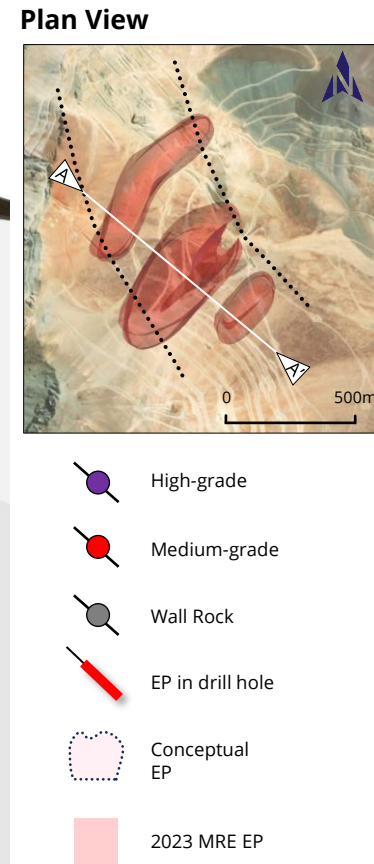 Plan View
N
A
A'
0 500m
High-grade
Medium-grade
Wall Rock
EP in drill hole
Conceptual
EP
2023 MRE EP